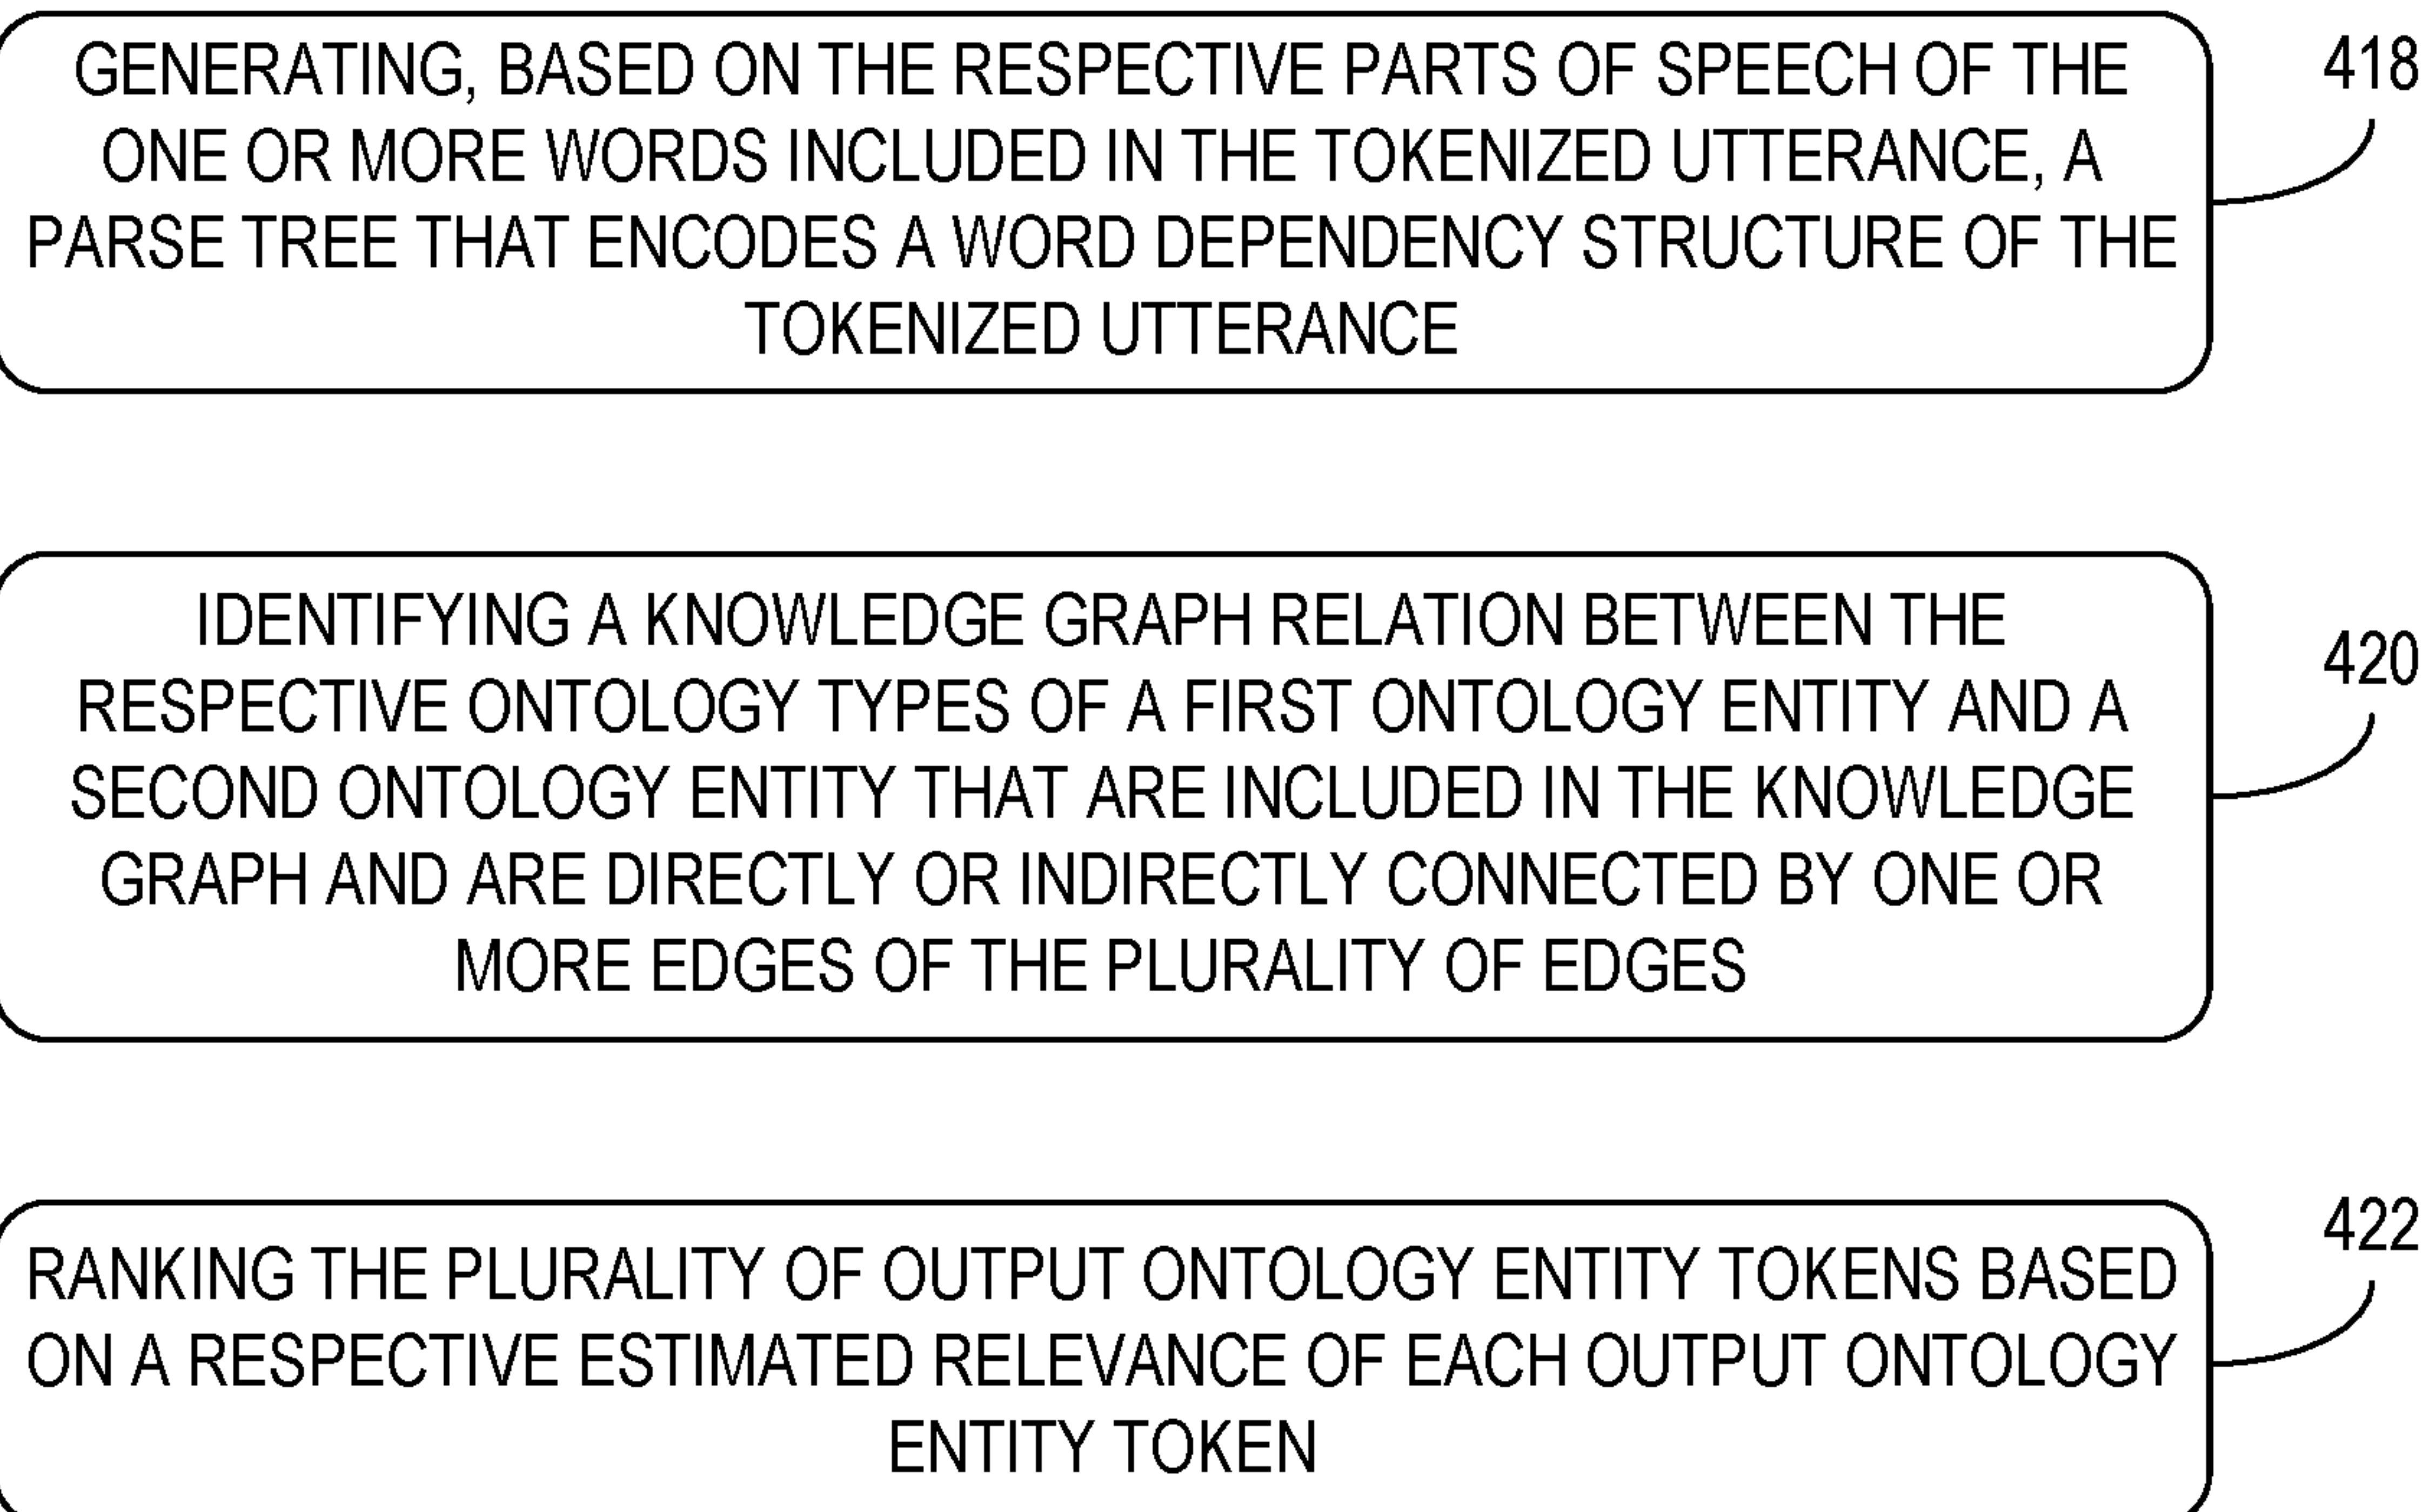 GENERATING, BASED ON THE RESPECTIVE PARTS OF SPEECH OF THE
ONE OR MORE WORDS INCLUDED IN THE TOKENIZED UTTERANCE, A
PARSE TREE THAT ENCODES A WORD DEPENDENCY STRUCTURE OF THE
TOKENIZED UTTERANCE
418
IDENTIFYING A KNOWLEDGE GRAPH RELATION BETWEEN THE
RESPECTIVE ONTOLOGY TYPES OF A FIRST ONTOLOGY ENTITY AND A
SECOND ONTOLOGY ENTITY THAT ARE INCLUDED IN THE KNOWLEDGE
GRAPH AND ARE DIRECTLY OR INDIRECTLY CONNECTED BY ONE OR
MORE EDGES OF THE PLURALITY OF EDGES
420
RANKING THE PLURALITY OF OUTPUT ONTOLOGY ENTITY TOKENS BASED
ON A RESPECTIVE ESTIMATED RELEVANCE OF EACH OUTPUT ONTOLOGY
ENTITY TOKEN
422